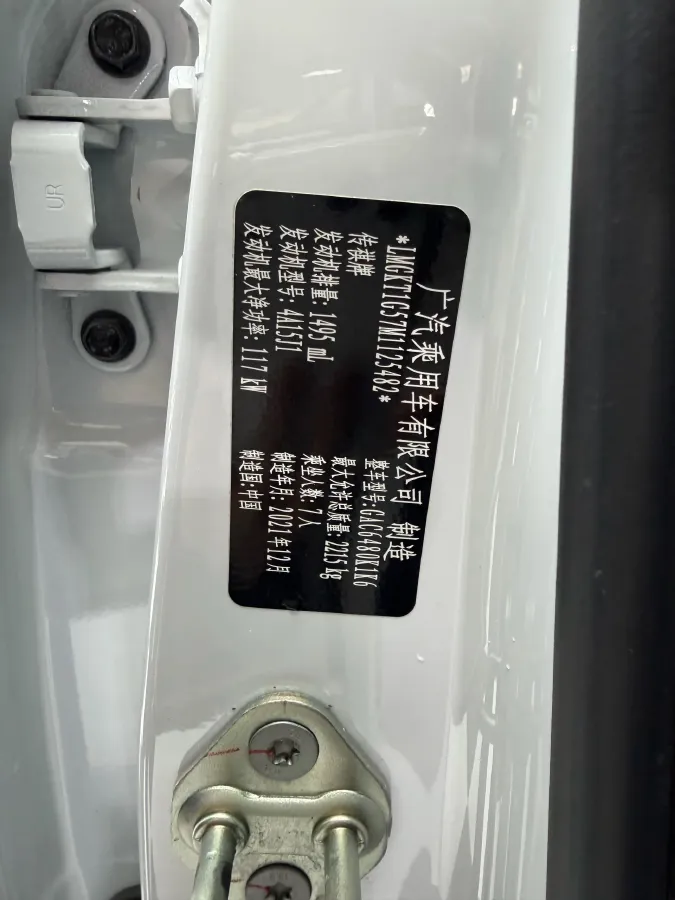 广汽乘用车有限公司 制造
*LMGKT1G57M1125482*
传祺牌 整车型号:GAC6480K1K6
发动机排量: 1495 mL 最大允许总质量: 2215 kg
发动机型号: 4A15J1 乘坐人数: 7人
发动机最大净功率: 117 kW 制造年月: 2021年12月
制造国:中国
UR